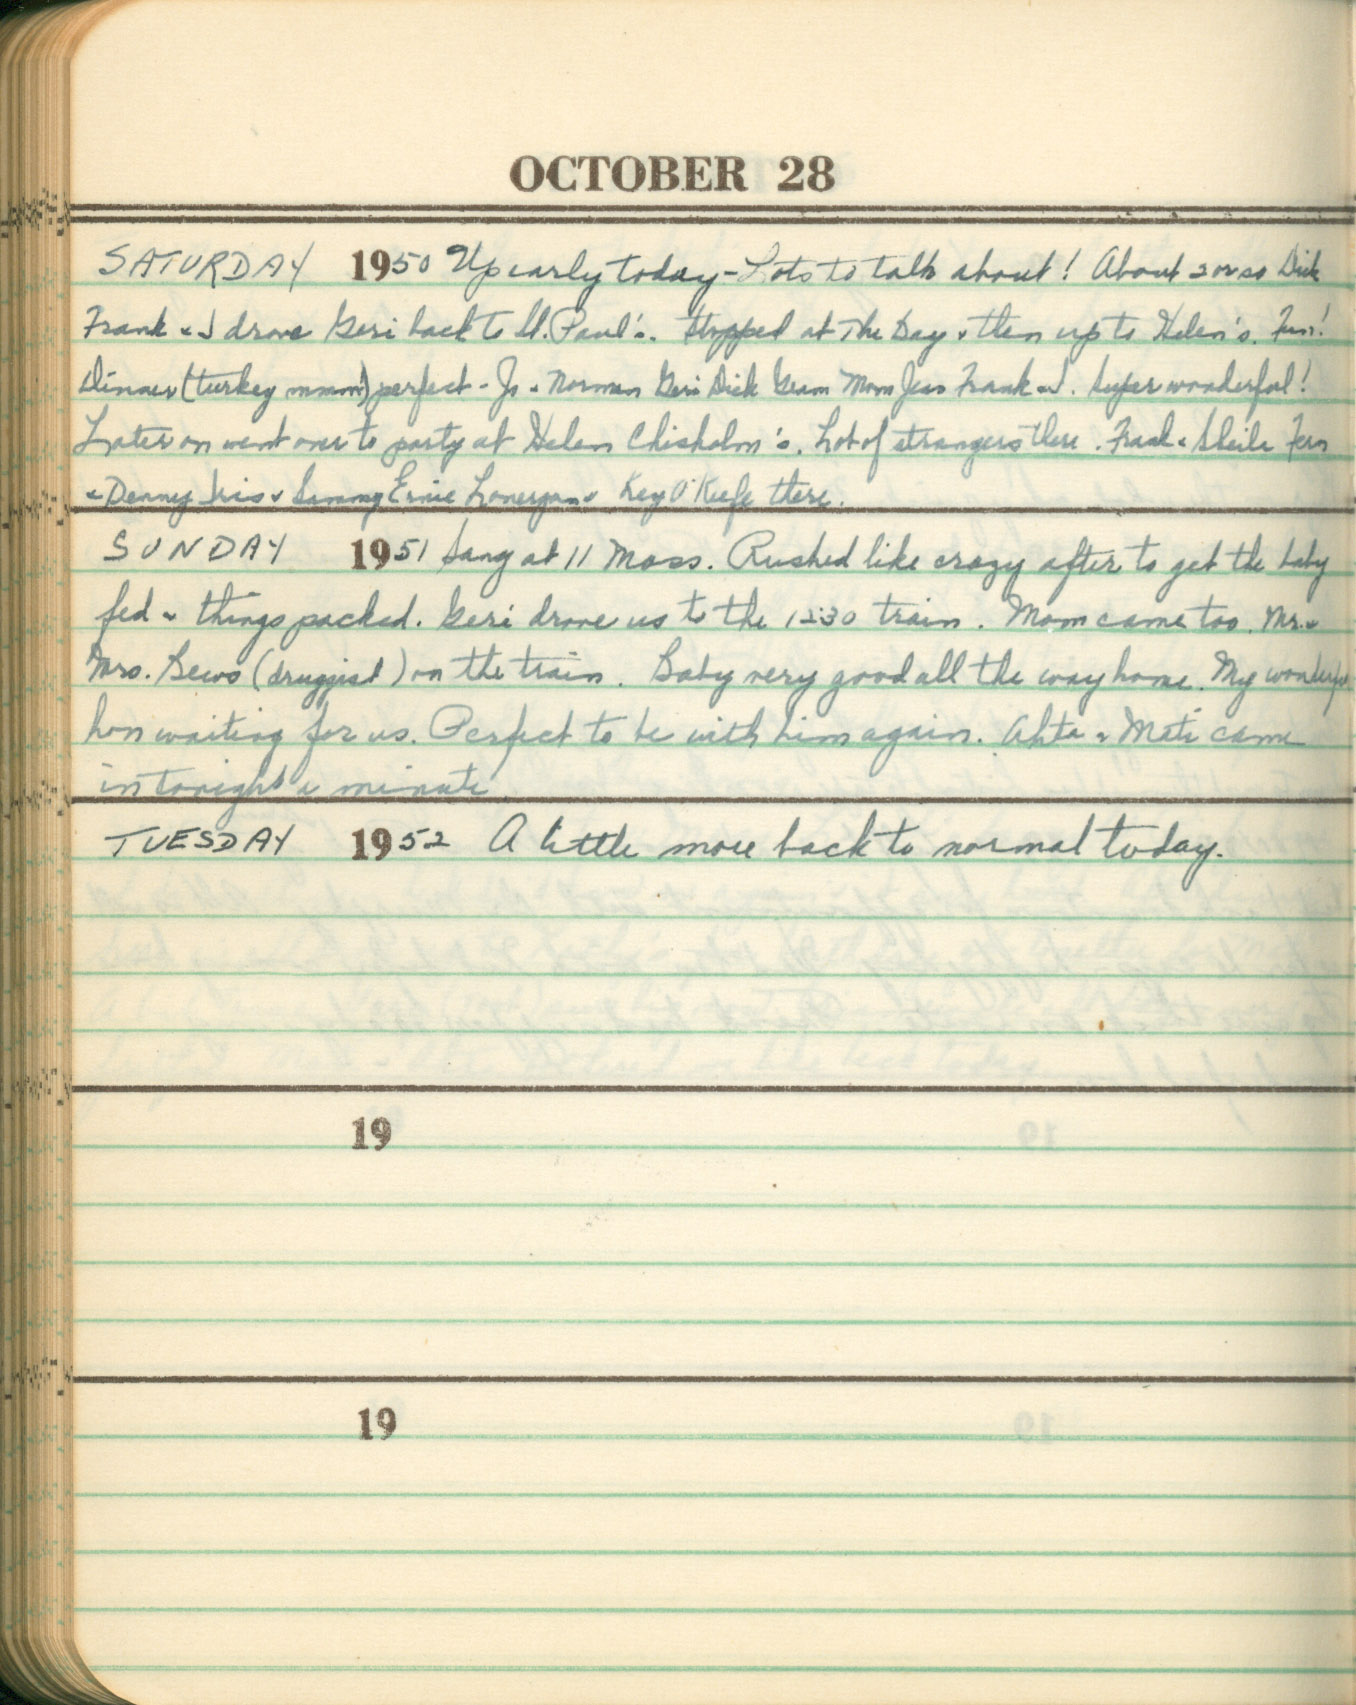 OCTOBER 28
SATURDAY 1950 Up early today - Lots to talk about! About 2 or so Dick
Frank & I drove Geri back to St. Paul's. Stopped at The Bay & then up to Helen's. Fun!
Dinner (turkey mmm) perfect - Jo & Norman Geri Dick Gram Mom Jess Frank & I. Super wonderful!
Later on went over to party at Helen Chisholm's. Lot of strangers there. Frank & Sheila Fern
& Denny Iris & Sammy Ernie Lonergan & Kay O'Keefe there.
SUNDAY 1951 Sang at 11 Mass. Rushed like crazy after to get the baby
fed & things packed. Geri drove us to the 12:30 train. Mom came too. Mr. &
Mrs. Bews (druggist) on the train. Baby very good all the way home. My wonderful
hon waiting for us. Perfect to be with him again. & came
in tonight a minute
TUESDAY 1952 A little more back to normal today.
19
19